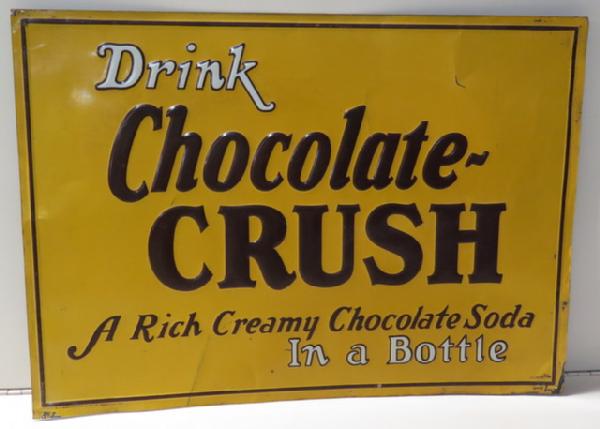 Drink
Chocolate-
CRUSH
A Rich Creamy Chocolate Soda
In a Bottle